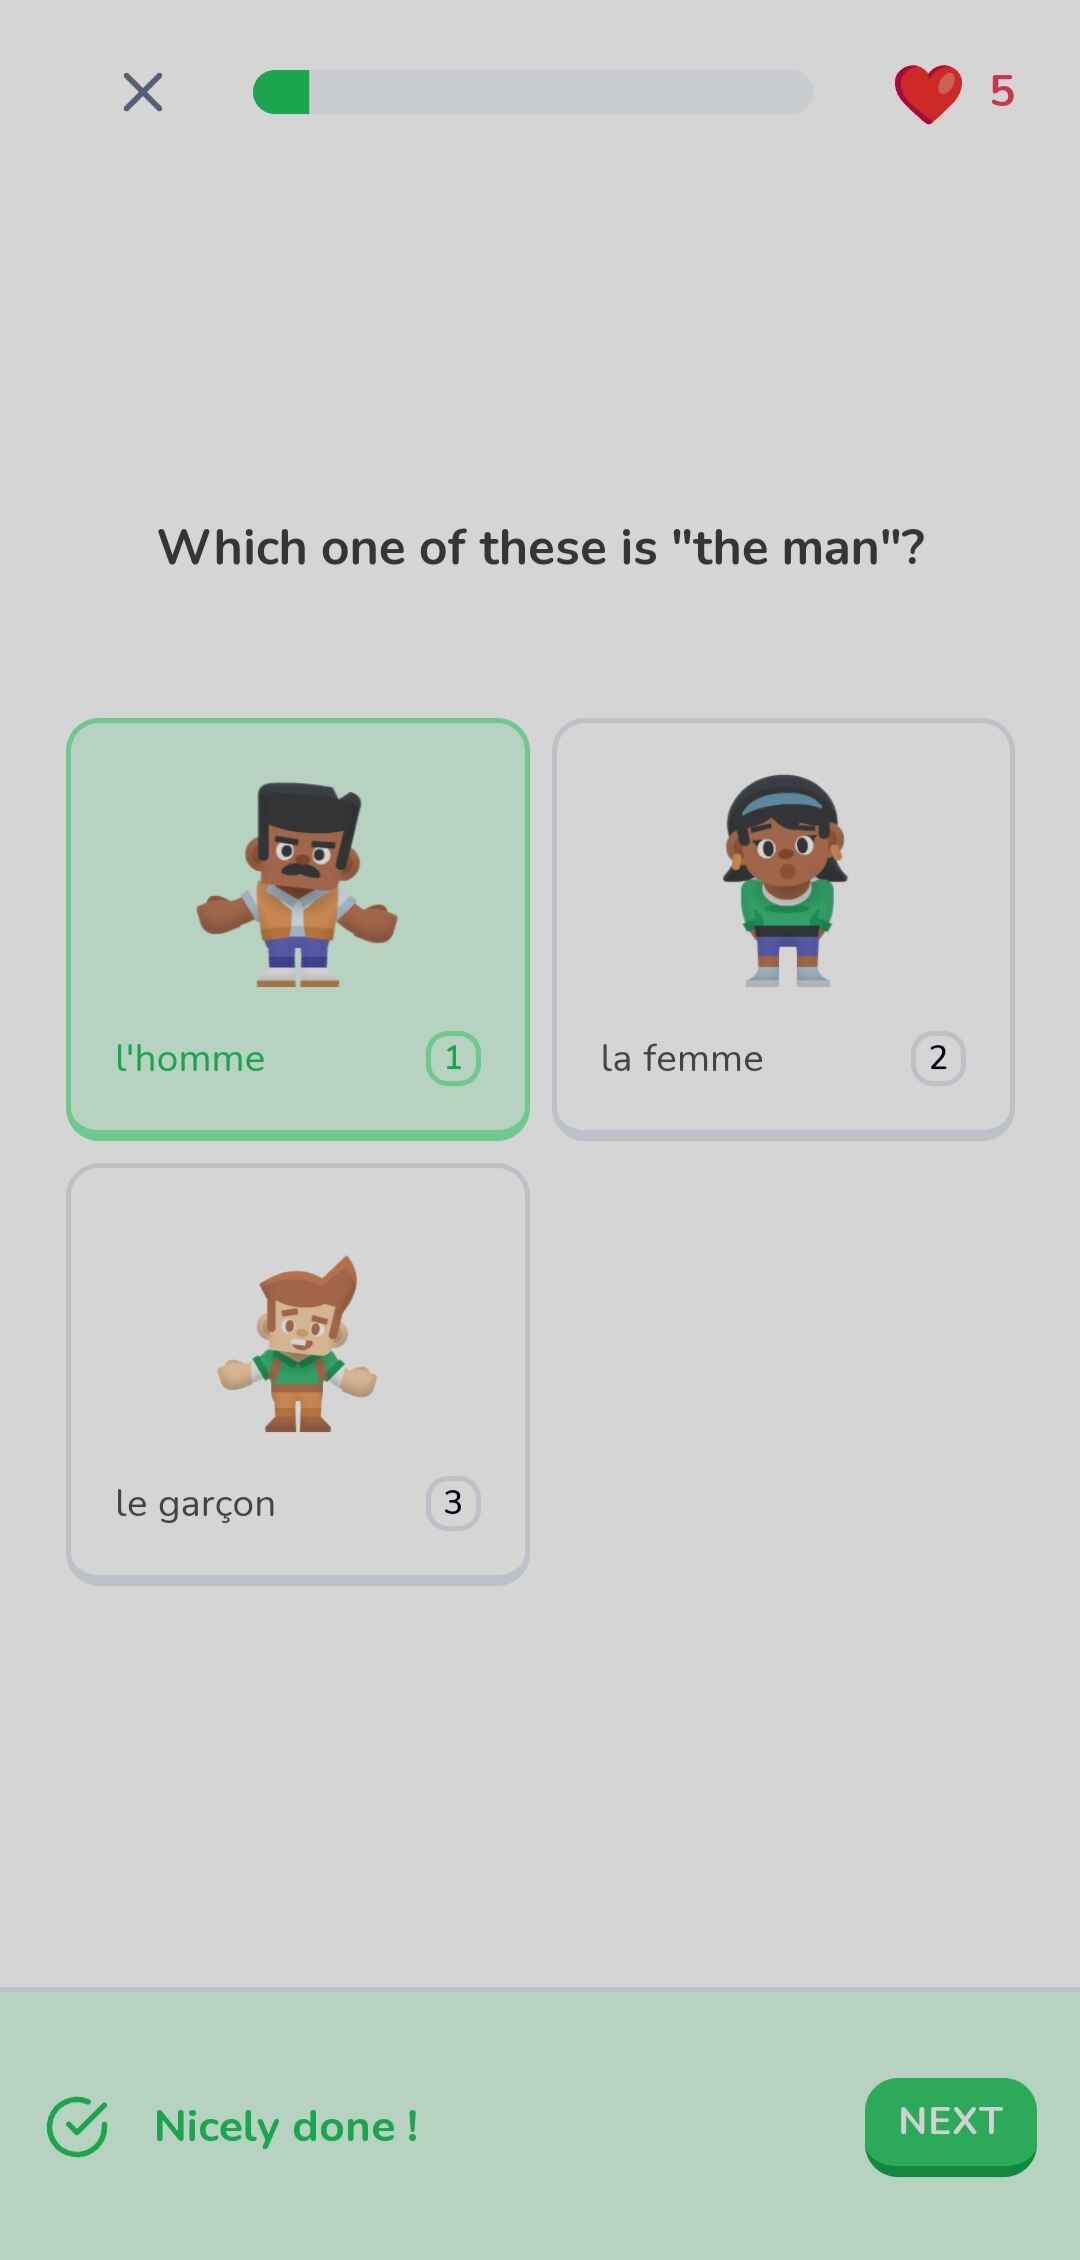 5
Which one of these is "the man"?
l'homme 1
la femme 2
le garçon 3
Nicely done !
NEXT